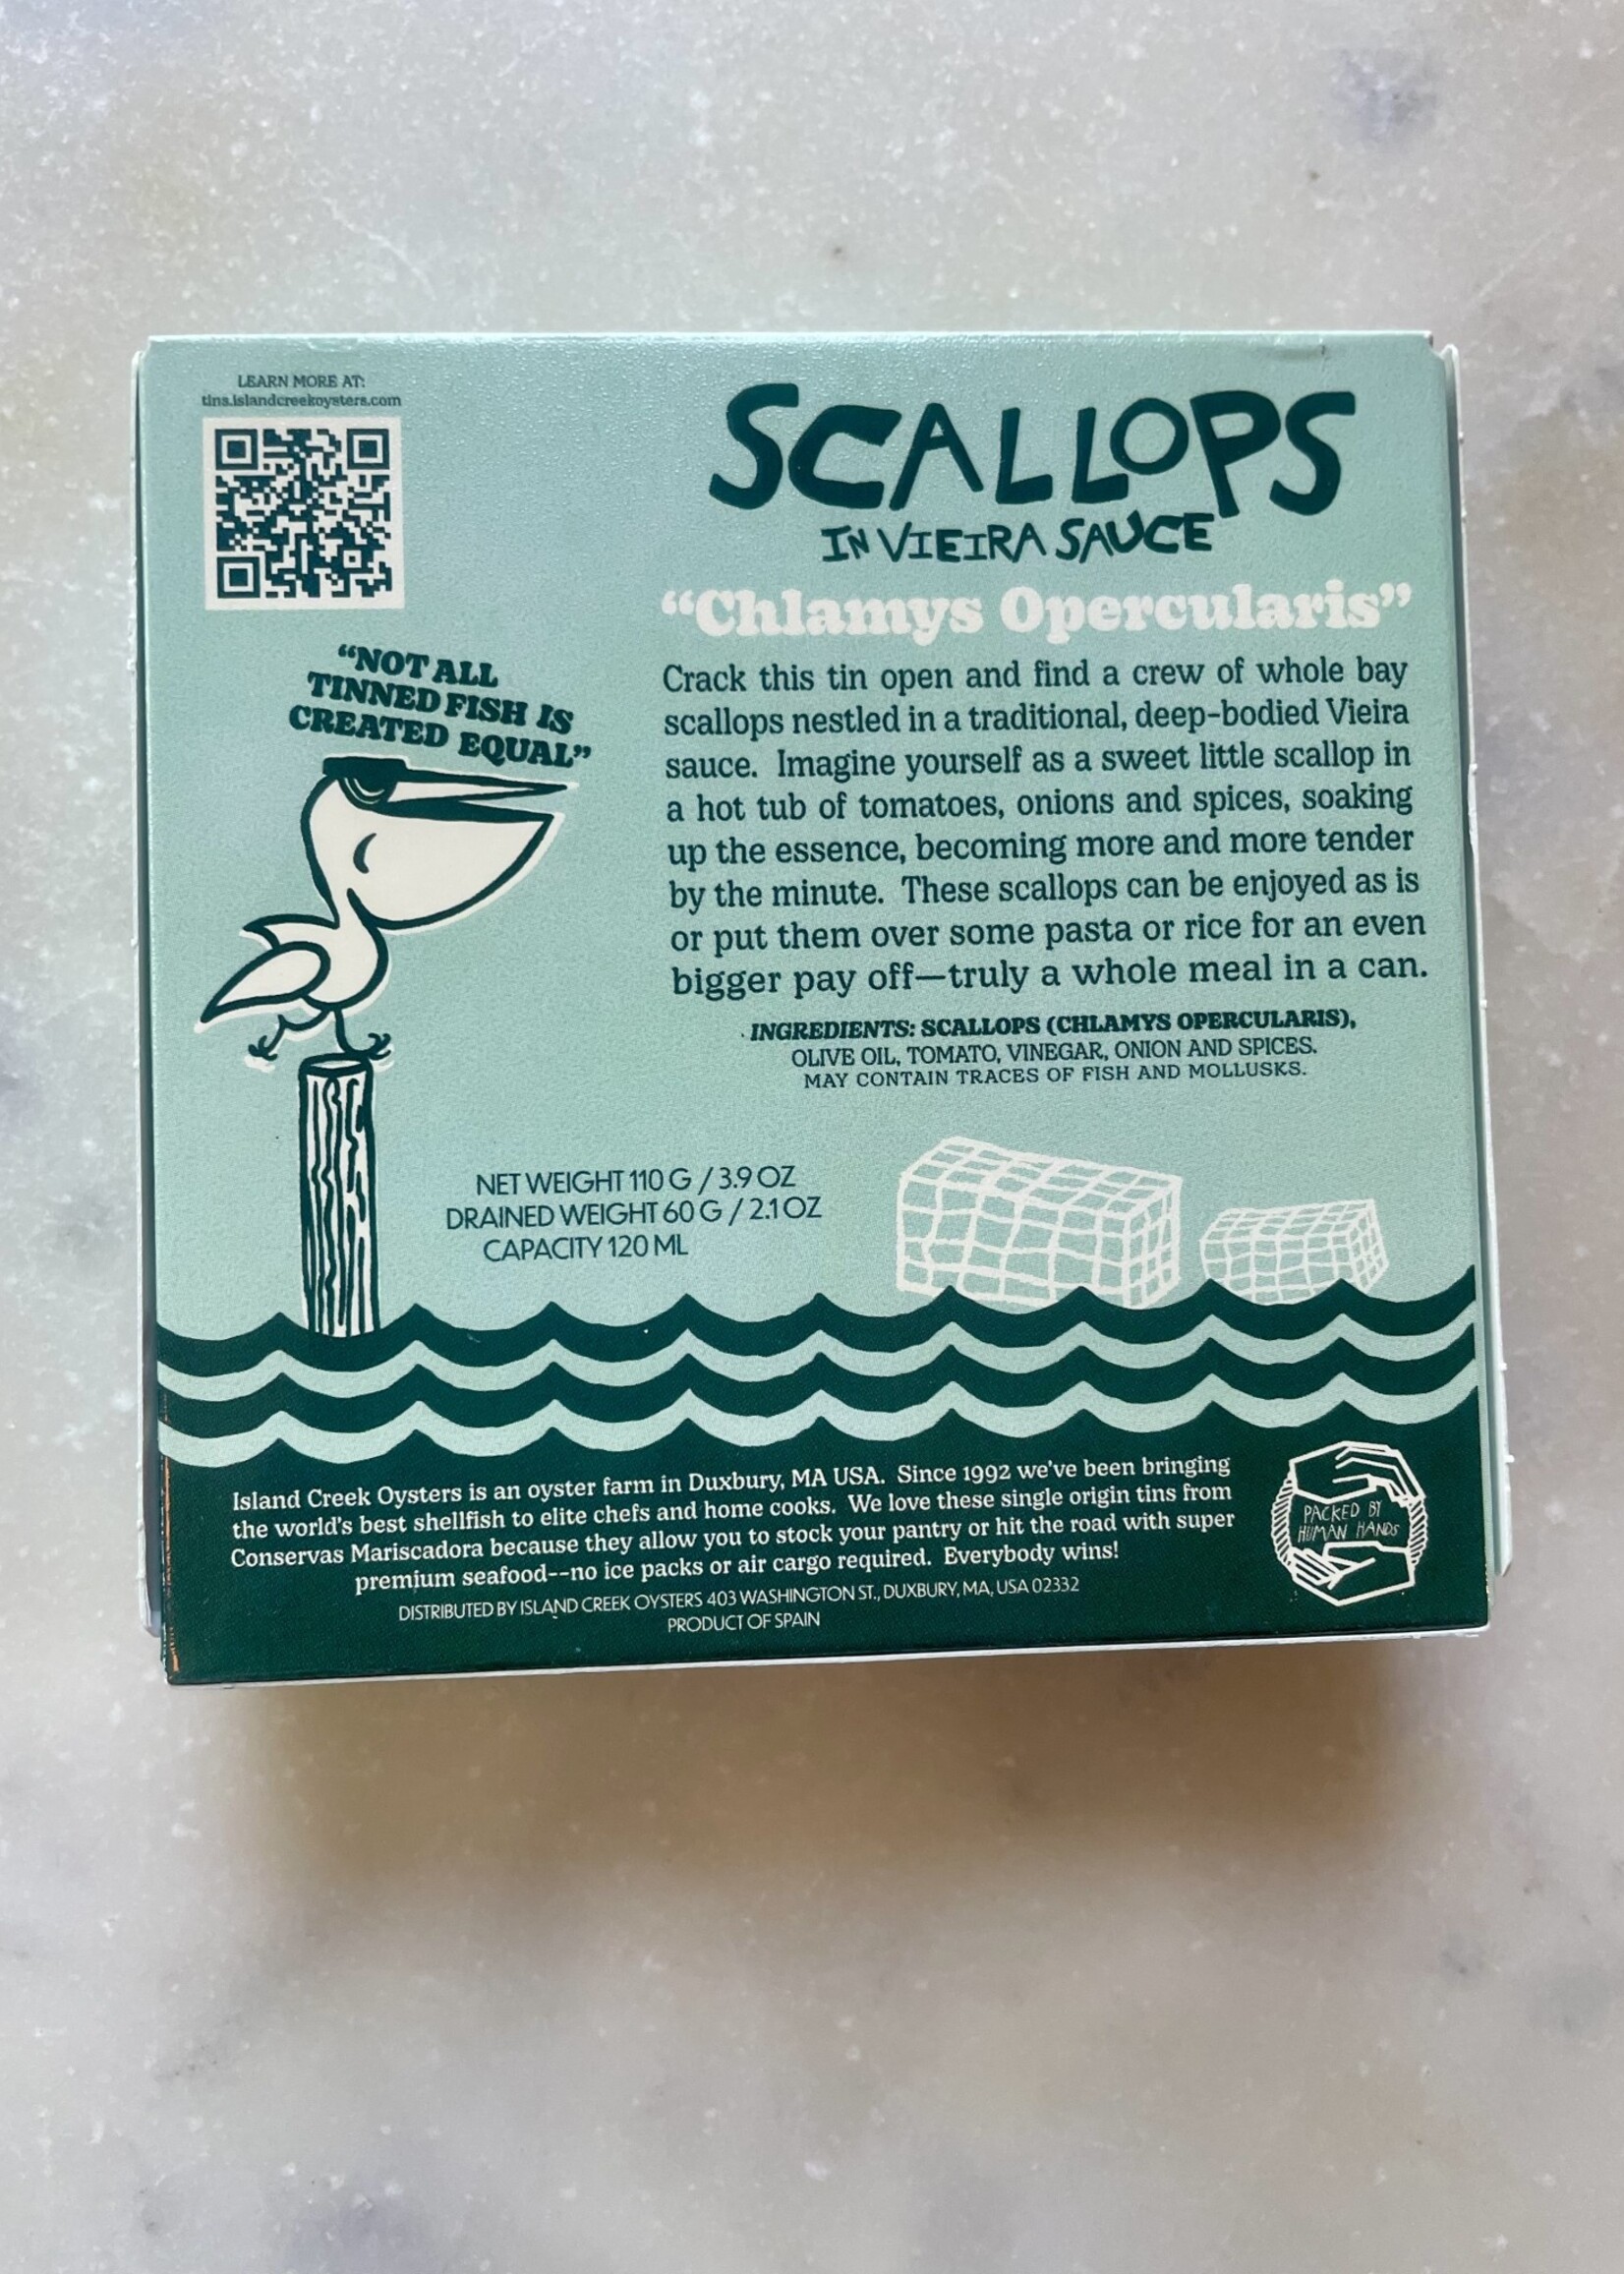 LEARN MORE AT:
tins.islandcreekoysters.com
"NOT ALL
TINNED FISH IS
CREATED EQUAL"
SCALLOPS
IN VIEIRA SAUCE
"Chlamys Opercularis"
Crack this tin open and find a crew of whole bay
scallops nestled in a traditional, deep-bodied Vieira
sauce. Imagine yourself as a sweet little scallop in
a hot tub of tomatoes, onions and spices, soaking
up the essence, becoming more and more tender
by the minute. These scallops can be enjoyed as is
or put them over some pasta or rice for an even
bigger pay off—truly a whole meal in a can.
INGREDIENTS: SCALLOPS (CHLAMYS OPERCULARIS),
OLIVE OIL, TOMATO, VINEGAR, ONION AND SPICES.
MAY CONTAIN TRACES OF FISH AND MOLLUSKS.
NET WEIGHT 110 G / 3.9 OZ
DRAINED WEIGHT 60 G / 2.1 OZ
CAPACITY 120 ML
Island Creek Oysters is an oyster farm in Duxbury, MA USA. Since 1992 we've been bringing
the world's best shellfish to elite chefs and home cooks. We love these single origin tins from
Conservas Mariscadora because they allow you to stock your pantry or hit the road with super
premium seafood--no ice packs or air cargo required. Everybody wins!
DISTRIBUTED BY ISLAND CREEK OYSTERS 403 WASHINGTON ST., DUXBURY, MA, USA 02332
PRODUCT OF SPAIN
PACKED BY
HUMAN HANDS